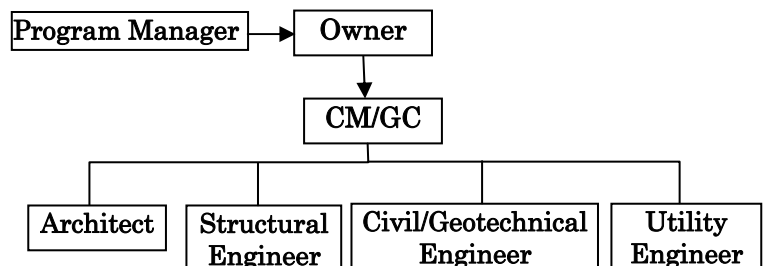 Program Manager
Owner
CM/GC
Architect
Structural
Engineer
Civil/Geotechnical
Engineer
Utility
Engineer